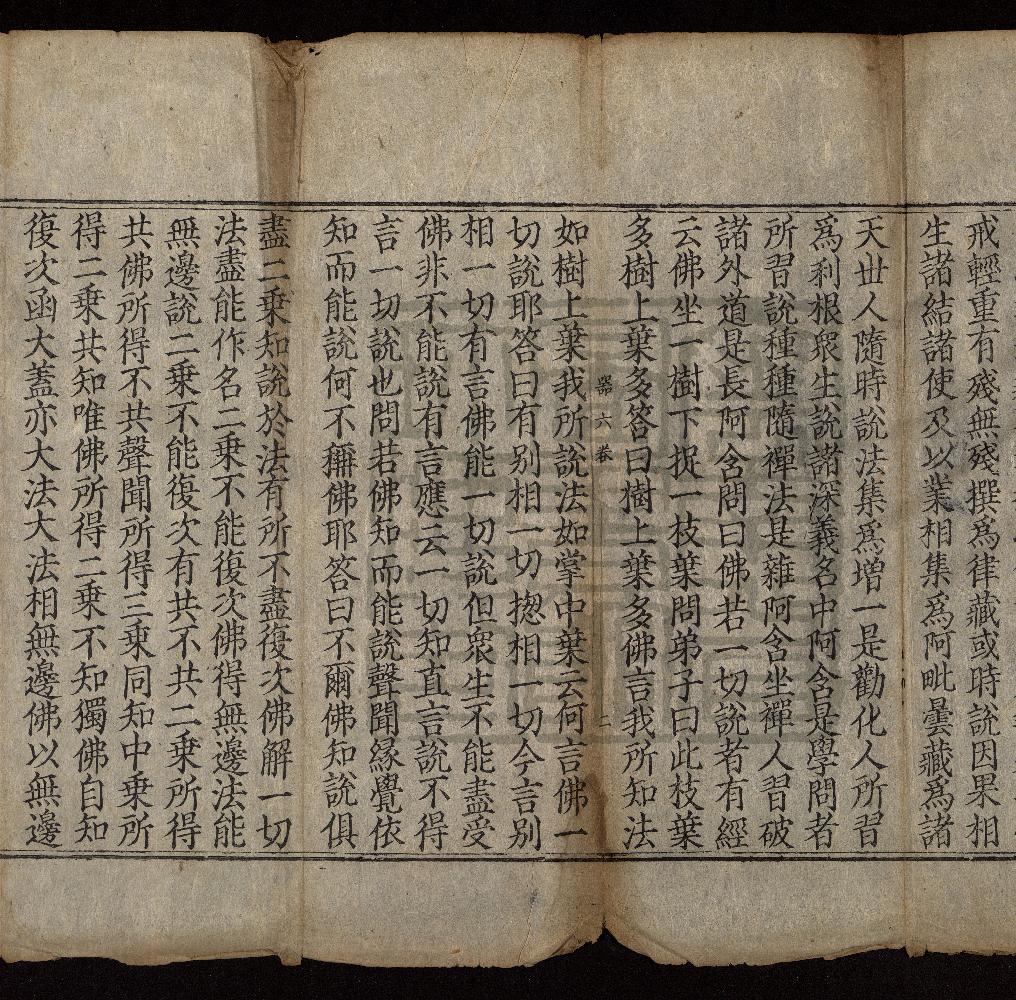 戒輕重有殘無殘撰爲律藏或時說因果相
生諸結諸使及以業相集爲阿毗曇藏爲諸
天丗人隨時說法集爲增一是勸化人所習
爲利根衆生說諸深義名中阿含是學問者
所習說種種隨禪法是雜阿含坐禪人習破
諸外道是長阿含問曰佛若一切說者有經
云佛坐一樹下捉一枝葉問弟子曰此枝葉
多樹上葉多答曰樹上葉多佛言我所知法
噐六卷 二
如樹上葉我所說法如掌中葉云何言佛一
切說耶答曰有别相一切揔相一切今言别
相一切有言佛能一切說但衆生不能盡受
佛非不能說有言應云一切知直言說不得
言一切說也問若佛知而能說聲聞緣覺依
知而能說何不稱佛耶答曰不爾佛知說俱
盡二乗知說於法有所不盡復次佛解一切
法盡能作名二乗不能復次佛得無邊法能
無邊說二乗不能復次有共不共二乗所得
共佛所得不共聲聞所得三乗同知中乗所
得二乗共知唯佛所得二乗不知獨佛自知
復次函大蓋亦大法大法相無邊佛以無邊